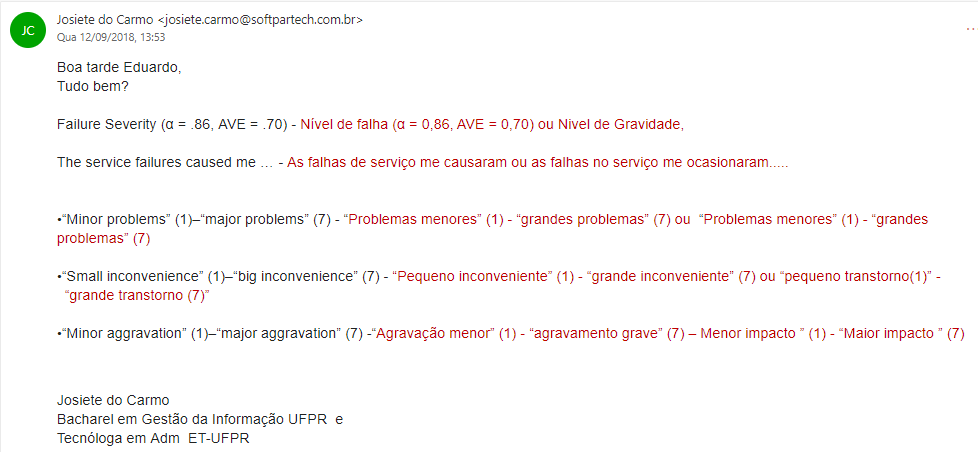 JC
Josiete do Carmo <josiete.carmo@softpartech.com.br>
Qua 12/09/2018, 13:53
Boa tarde Eduardo,
Tudo bem?
Failure Severity (α = .86, AVE = .70) - Nível de falha (α = 0,86, AVE = 0,70) ou Nivel de Gravidade,
The service failures caused me … - As falhas de serviço me causaram ou as falhas no serviço me ocasionaram.....
•“Minor problems” (1)–“major problems” (7) - “Problemas menores” (1) - “grandes problemas” (7) ou “Problemas menores” (1) - “grandes
problemas” (7)
•“Small inconvenience” (1)–“big inconvenience” (7) - “Pequeno inconveniente” (1) - “grande inconveniente” (7) ou “pequeno transtorno(1)” -
“grande transtorno (7)”
•“Minor aggravation” (1)–“major aggravation” (7) -“Agravação menor” (1) - “agravamento grave” (7) – Menor impacto ” (1) - “Maior impacto ” (7)
Josiete do Carmo
Bacharel em Gestão da Informação UFPR e
Tecnóloga em Adm ET-UFPR